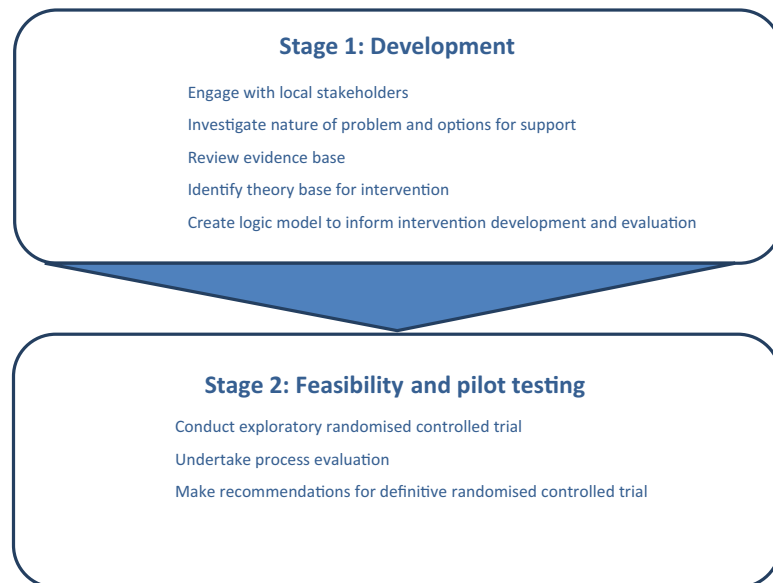 Stage 1: Development
Engage with local stakeholders
Investigate nature of problem and options for support
Review evidence base
Identify theory base for intervention
Create logic model to inform intervention development and evaluation
Stage 2: Feasibility and pilot testing
Conduct exploratory randomised controlled trial
Undertake process evaluation
Make recommendations for definitive randomised controlled trial